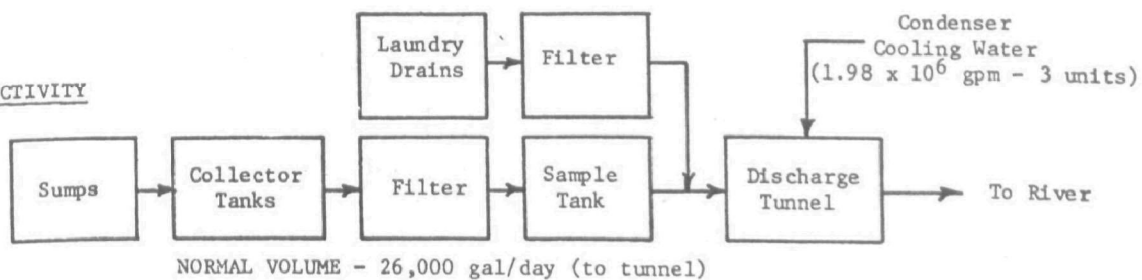 Condenser
Cooling Water
(1.98 x 10⁶ gpm - 3 units)
Laundry
Drains
Filter
CTIVITY
Sumps
Collector
Tanks
Filter
Sample
Tank
Discharge
Tunnel
To River
NORMAL VOLUME - 26,000 gal/day (to tunnel)